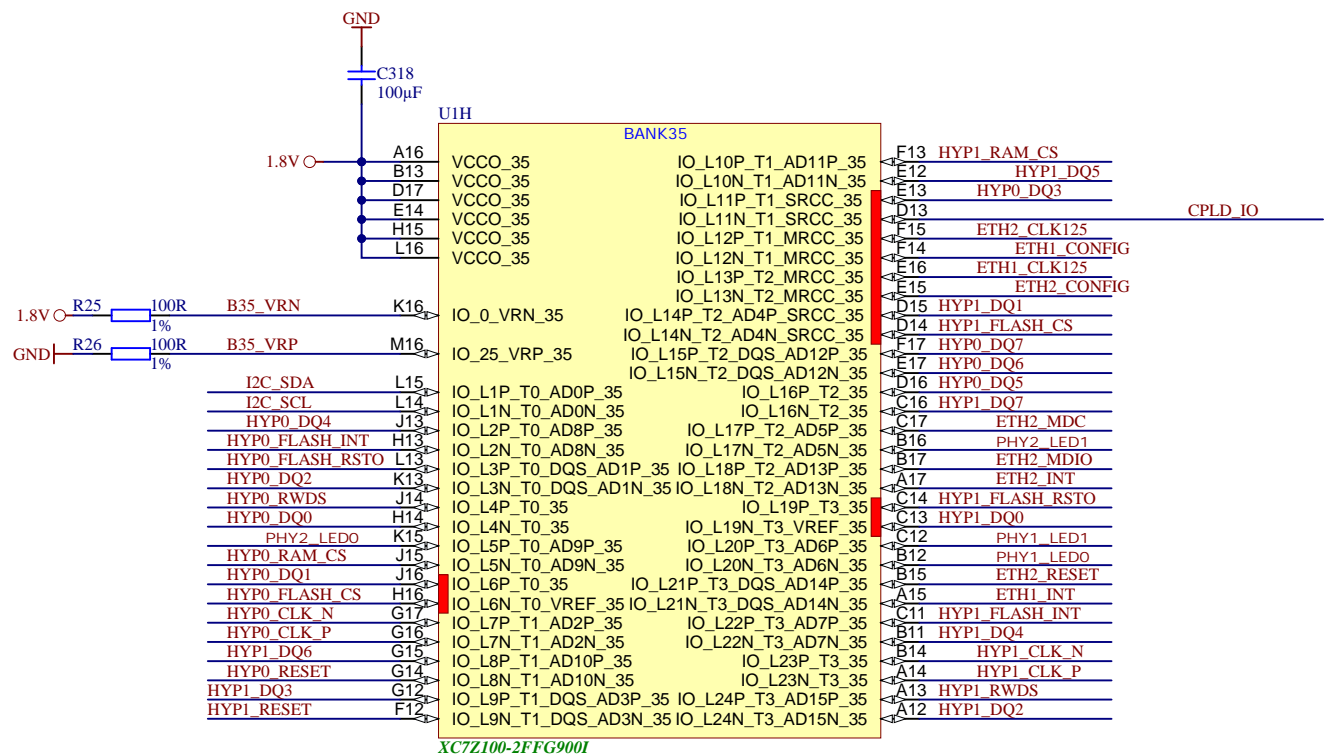 GND
C318
100µF
U1H
BANK35
1.8V
A16 VCCO_35 IO_L10P_T1_AD11P_35 F13 HYP1_RAM_CS
B13 VCCO_35 IO_L10N_T1_AD11N_35 E12 HYP1_DQ5
D17 VCCO_35 IO_L11P_T1_SRCC_35 E13 HYP0_DQ3
E14 VCCO_35 IO_L11N_T1_SRCC_35 D13 CPLD_IO
H15 VCCO_35 IO_L12P_T1_MRCC_35 F15 ETH2_CLK125
L16 VCCO_35 IO_L12N_T1_MRCC_35 F14 ETH1_CONFIG
IO_L13P_T2_MRCC_35 E16 ETH1_CLK125
IO_L13N_T2_MRCC_35 E15 ETH2_CONFIG
1.8V R25 100R 1% B35_VRN K16 IO_0_VRN_35 IO_L14P_T2_AD4P_SRCC_35 D15 HYP1_DQ1
IO_L14N_T2_AD4N_SRCC_35 D14 HYP1_FLASH_CS
GND R26 100R 1% B35_VRP M16 IO_25_VRP_35 IO_L15P_T2_DQS_AD12P_35 F17 HYP0_DQ7
IO_L15N_T2_DQS_AD12N_35 E17 HYP0_DQ6
I2C_SDA L15 IO_L1P_T0_AD0P_35 IO_L16P_T2_35 D16 HYP0_DQ5
I2C_SCL L14 IO_L1N_T0_AD0N_35 IO_L16N_T2_35 C16 HYP1_DQ7
HYP0_DQ4 J13 IO_L2P_T0_AD8P_35 IO_L17P_T2_AD5P_35 C17 ETH2_MDC
HYP0_FLASH_INT H13 IO_L2N_T0_AD8N_35 IO_L17N_T2_AD5N_35 B16 PHY2_LED1
HYP0_FLASH_RSTO L13 IO_L3P_T0_DQS_AD1P_35 IO_L18P_T2_AD13P_35 B17 ETH2_MDIO
HYP0_DQ2 K13 IO_L3N_T0_DQS_AD1N_35 IO_L18N_T2_AD13N_35 A17 ETH2_INT
HYP0_RWDS J14 IO_L4P_T0_35 IO_L19P_T3_35 C14 HYP1_FLASH_RSTO
HYP0_DQ0 H14 IO_L4N_T0_35 IO_L19N_T3_VREF_35 C13 HYP1_DQ0
PHY2_LED0 K15 IO_L5P_T0_AD9P_35 IO_L20P_T3_AD6P_35 C12 PHY1_LED1
HYP0_RAM_CS J15 IO_L5N_T0_AD9N_35 IO_L20N_T3_AD6N_35 B12 PHY1_LED0
HYP0_DQ1 J16 IO_L6P_T0_35 IO_L21P_T3_DQS_AD14P_35 B15 ETH2_RESET
HYP0_FLASH_CS H16 IO_L6N_T0_VREF_35 IO_L21N_T3_DQS_AD14N_35 A15 ETH1_INT
HYP0_CLK_N G17 IO_L7P_T1_AD2P_35 IO_L22P_T3_AD7P_35 C11 HYP1_FLASH_INT
HYP0_CLK_P G16 IO_L7N_T1_AD2N_35 IO_L22N_T3_AD7N_35 B11 HYP1_DQ4
HYP1_DQ6 G15 IO_L8P_T1_AD10P_35 IO_L23P_T3_35 B14 HYP1_CLK_N
HYP0_RESET G14 IO_L8N_T1_AD10N_35 IO_L23N_T3_35 A14 HYP1_CLK_P
HYP1_DQ3 G12 IO_L9P_T1_DQS_AD3P_35 IO_L24P_T3_AD15P_35 A13 HYP1_RWDS
HYP1_RESET F12 IO_L9N_T1_DQS_AD3N_35 IO_L24N_T3_AD15N_35 A12 HYP1_DQ2
XC7Z100-2FFG900I